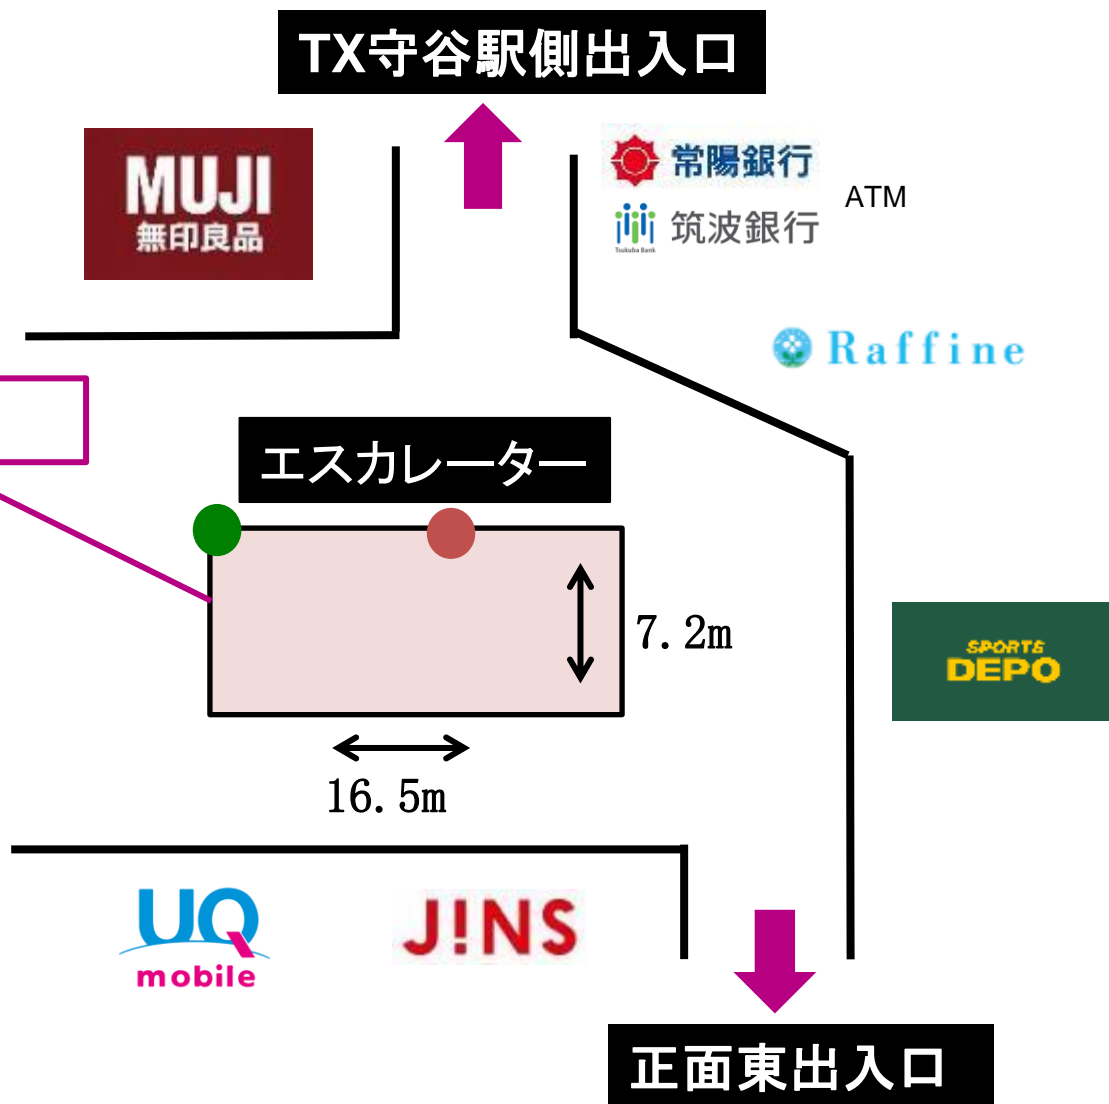 TX守谷駅側出入口
MUJI
無印良品
常陽銀行
ATM
筑波銀行
Tsukuba Bank
Raffine
エスカレーター
7.2m
SPORTS
DEPO
16.5m
UQ
mobile
J!NS
正面東出入口